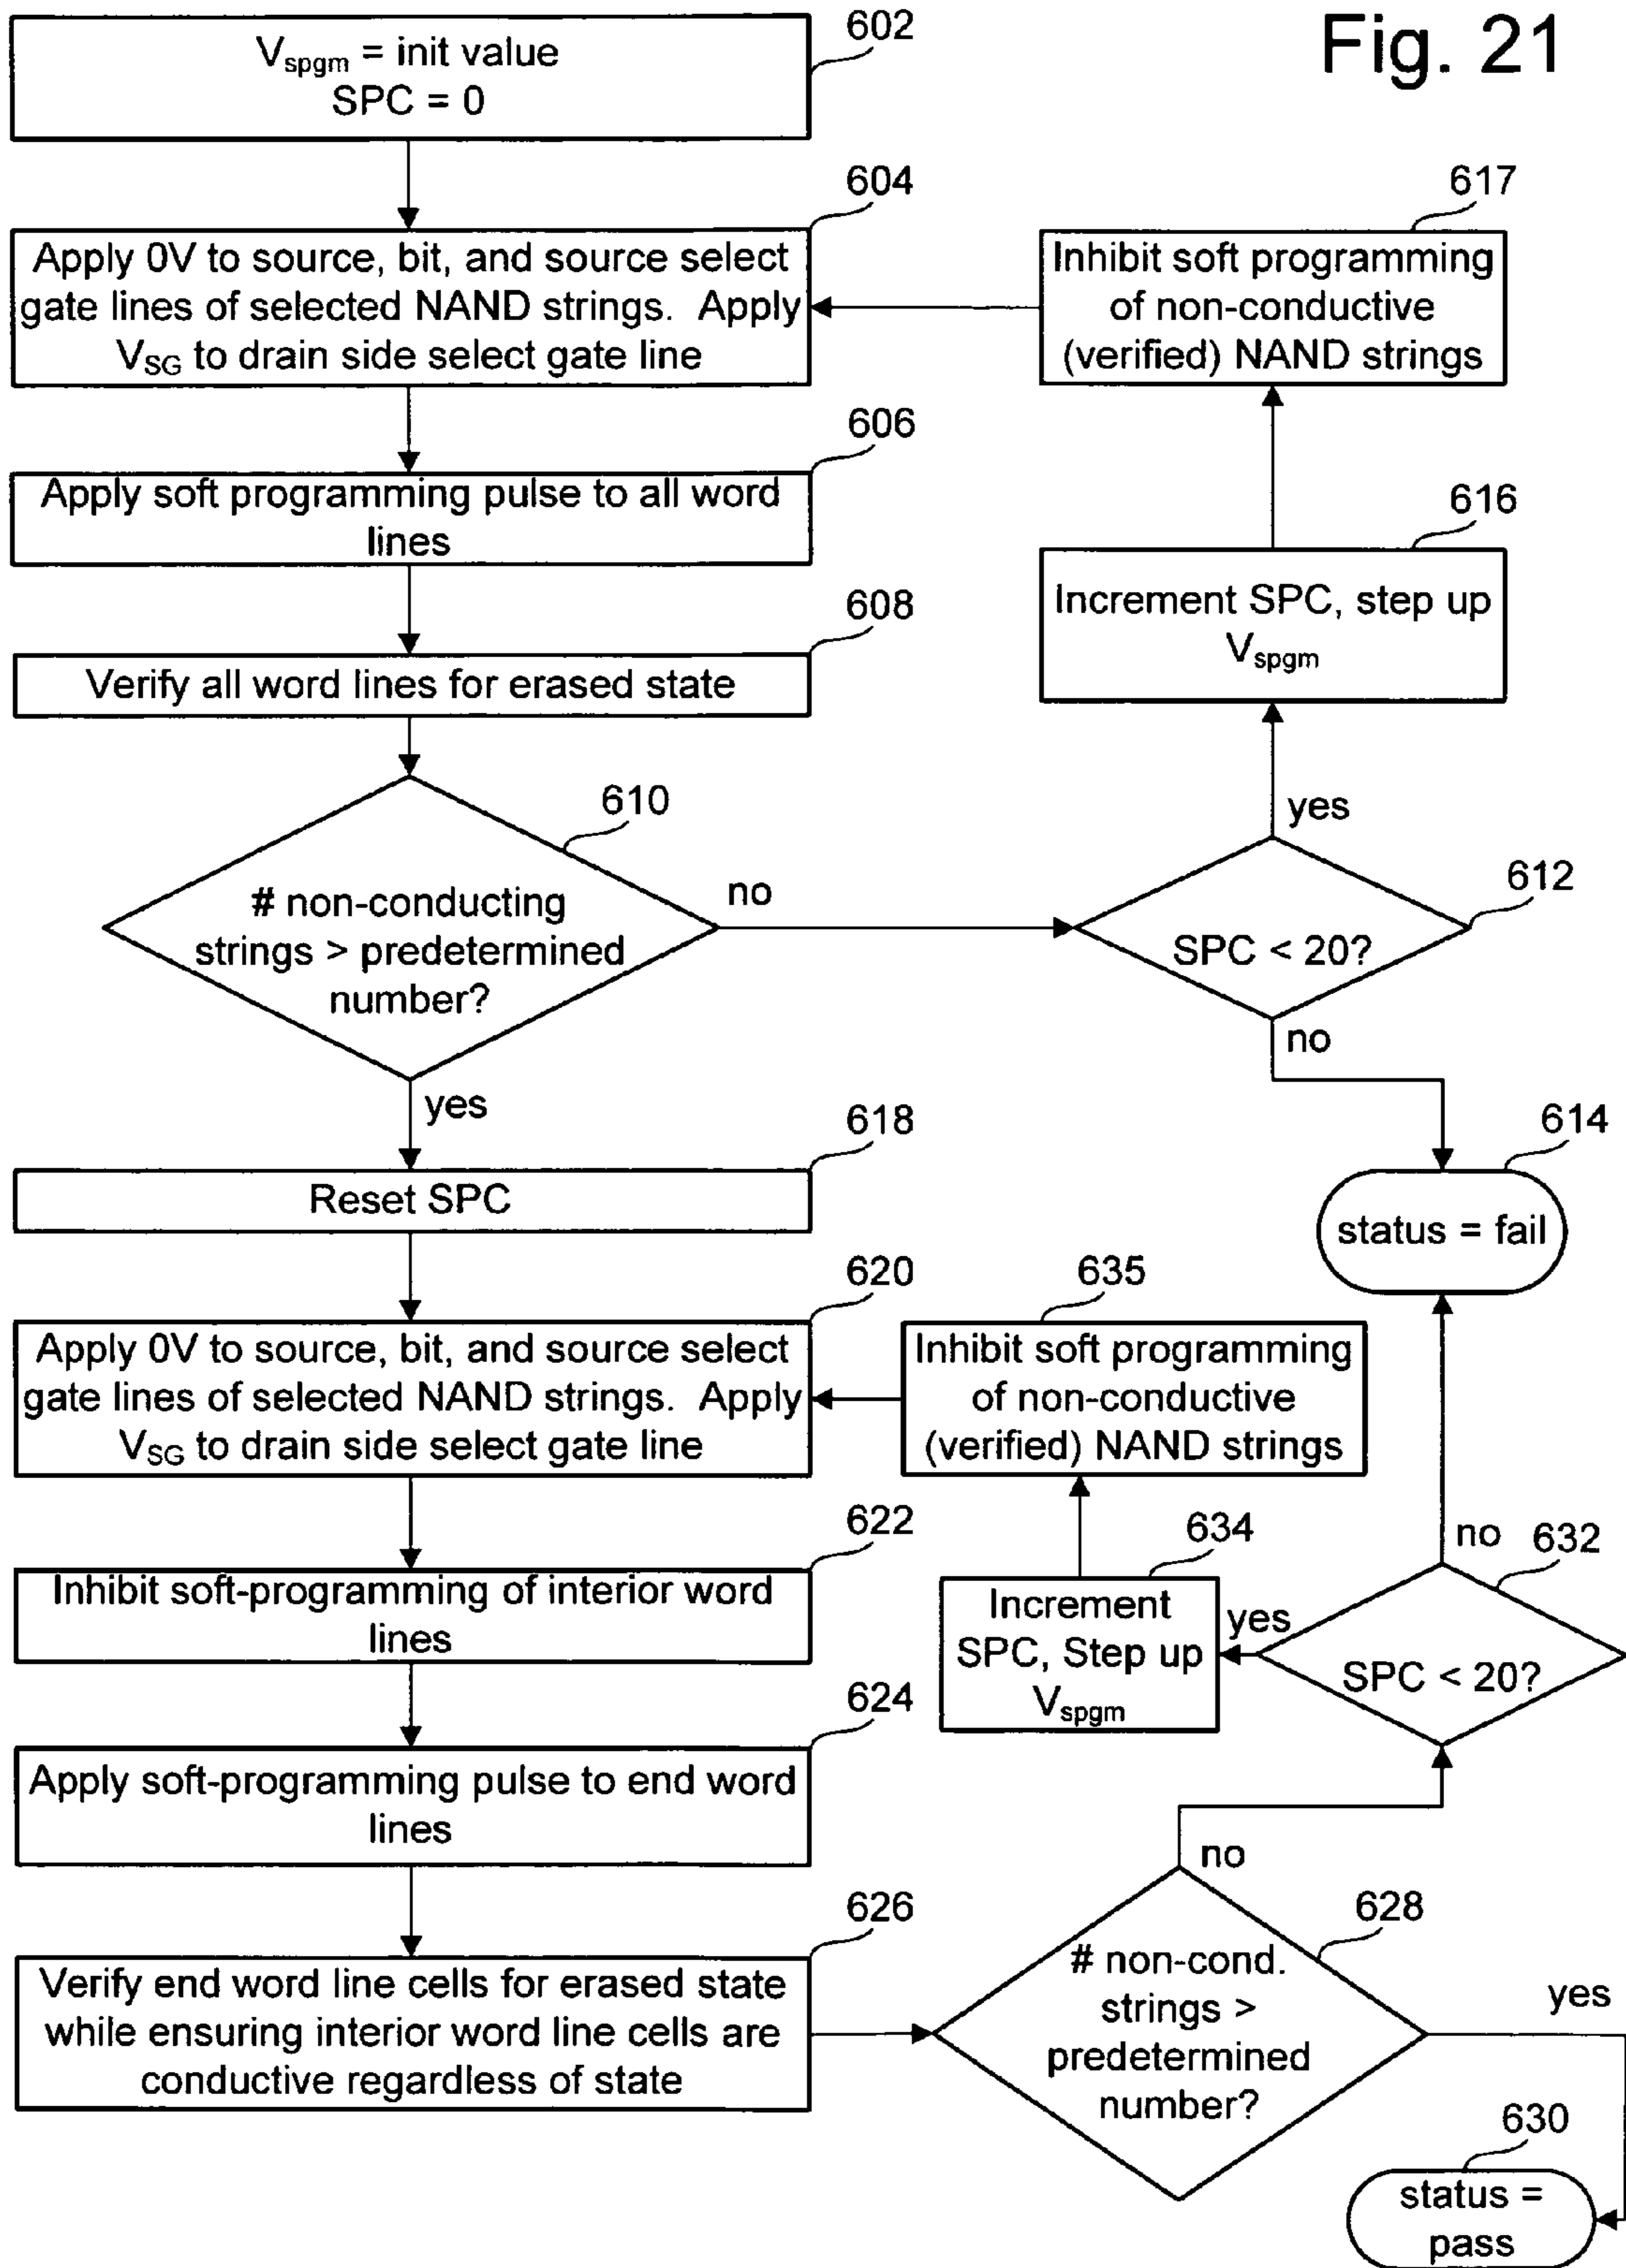 Fig. 21
602
V_spgm = init value
SPC = 0
604
Apply 0V to source, bit, and source select
gate lines of selected NAND strings. Apply
V_SG to drain side select gate line
617
Inhibit soft programming
of non-conductive
(verified) NAND strings
606
Apply soft programming pulse to all word
lines
616
Increment SPC, step up
V_spgm
608
Verify all word lines for erased state
yes
610
# non-conducting
strings > predetermined
number?
no
612
SPC < 20?
no
yes
614
status = fail
618
Reset SPC
620
Apply 0V to source, bit, and source select
gate lines of selected NAND strings. Apply
V_SG to drain side select gate line
635
Inhibit soft programming
of non-conductive
(verified) NAND strings
622
Inhibit soft-programming of interior word
lines
634
Increment
SPC, Step up
V_spgm
yes
no
632
SPC < 20?
624
Apply soft-programming pulse to end word
lines
no
626
Verify end word line cells for erased state
while ensuring interior word line cells are
conductive regardless of state
628
# non-cond.
strings >
predetermined
number?
yes
630
status =
pass